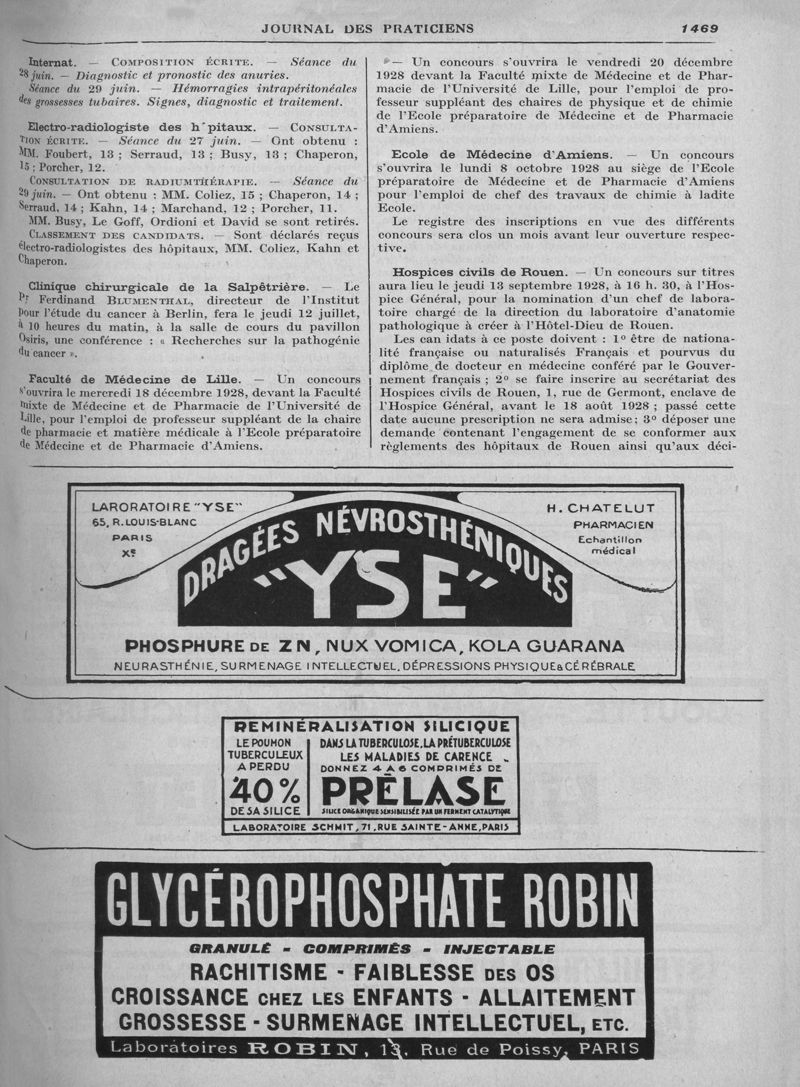 JOURNAL DES PRATICIENS 1469
Internat. — COMPOSITION ÉCRITE. — Séance du
28 juin. — Diagnostic et pronostic des anuries.
Séance du 29 juin. — Hémorragies intrapéritonéales
des grossesses tubaires. Signes, diagnostic et traitement.
Electro-radiologiste des h pitaux. — CONSULTA-
TION ÉCRITE. — Séance du 27 juin. — Ont obtenu :
MM. Foubert, 13 ; Serraud, 13 ; Busy, 13 ; Chaperon,
15 ; Porcher, 12.
CONSULTATION DE RADIUMTHÉRAPIE. — Séance du
29 juin. — Ont obtenu : MM. Coliez, 15 ; Chaperon, 14 ;
Serraud, 14 ; Kahn, 14 ; Marchand, 12 ; Porcher, 11.
MM. Busy, Le Goff, Ordioni et David se sont retirés.
CLASSEMENT DES CANDIDATS. — Sont déclarés reçus
électro-radiologistes des hôpitaux, MM. Coliez, Kahn et
Chaperon.
Clinique chirurgicale de la Salpêtrière. — Le
Pr Ferdinand BLUMENTHAL, directeur de l'Institut
pour l'étude du cancer à Berlin, fera le jeudi 12 juillet,
à 10 heures du matin, à la salle de cours du pavillon
Osiris, une conférence : « Recherches sur la pathogénie
du cancer ».
Faculté de Médecine de Lille. — Un concours
s'ouvrira le mercredi 18 décembre 1928, devant la Faculté
mixte de Médecine et de Pharmacie de l'Université de
Lille, pour l'emploi de professeur suppléant de la chaire
de pharmacie et matière médicale à l'Ecole préparatoire
de Médecine et de Pharmacie d'Amiens.
— Un concours s'ouvrira le vendredi 20 décembre
1928 devant la Faculté mixte de Médecine et de Phar-
macie de l'Université de Lille, pour l'emploi de pro-
fesseur suppléant des chaires de physique et de chimie
de l'Ecole préparatoire de Médecine et de Pharmacie
d'Amiens.
Ecole de Médecine d'Amiens. — Un concours
s'ouvrira le lundi 8 octobre 1928 au siège de l'Ecole
préparatoire de Médecine et de Pharmacie d'Amiens
pour l'emploi de chef des travaux de chimie à ladite
Ecole.
Le registre des inscriptions en vue des différents
concours sera clos un mois avant leur ouverture respec-
tive.
Hospices civils de Rouen. — Un concours sur titres
aura lieu le jeudi 13 septembre 1928, à 16 h. 30, à l'Hos-
pice Général, pour la nomination d'un chef de labora-
toire chargé de la direction du laboratoire d'anatomie
pathologique à créer à l'Hôtel-Dieu de Rouen.
Les can idats à ce poste doivent : 1º être de nationa-
lité française ou naturalisés Français et pourvus du
diplôme de docteur en médecine conféré par le Gouver-
nement français ; 2º se faire inscrire au secrétariat des
Hospices civils de Rouen, 1, rue de Germont, enclave de
l'Hospice Général, avant le 18 août 1928 ; passé cette
date aucune prescription ne sera admise ; 3º déposer une
demande contenant l'engagement de se conformer aux
règlements des hôpitaux de Rouen ainsi qu'aux déci-
LARORATOIRE "YSE"
65, R. LOUIS-BLANC
PARIS
Xe
H. CHATELUT
PHARMACIEN
Echantillon
médical
DRAGÉES NÉVROSTHÉNIQUES
"YSE"
PHOSPHURE DE ZN, NUX VOMICA, KOLA GUARANA
NEURASTHÉNIE, SURMENAGE INTELLECTUEL, DÉPRESSIONS PHYSIQUE & CÉRÉBRALE
REMINÉRALISATION SILICIQUE
LE POUMON
TUBERCULEUX
A PERDU
40%
DE SA SILICE
DANS LA TUBERCULOSE, LA PRÉTUBERCULOSE
LES MALADIES DE CARENCE
DONNEZ 4 A 6 COMPRIMÉS DE
PRÊLASE
SILICE ORGANIQUE SENSIBILISÉE PAR UN FERMENT CATALYTIQUE
LABORATOIRE SCHMIT, 71, RUE SAINTE-ANNE, PARIS
GLYCÉROPHOSPHATE ROBIN
GRANULÉ - COMPRIMÉS - INJECTABLE
RACHITISME - FAIBLESSE DES OS
CROISSANCE CHEZ LES ENFANTS - ALLAITEMENT
GROSSESSE - SURMENAGE INTELLECTUEL, ETC.
Laboratoires ROBIN, 13, Rue de Poissy, PARIS